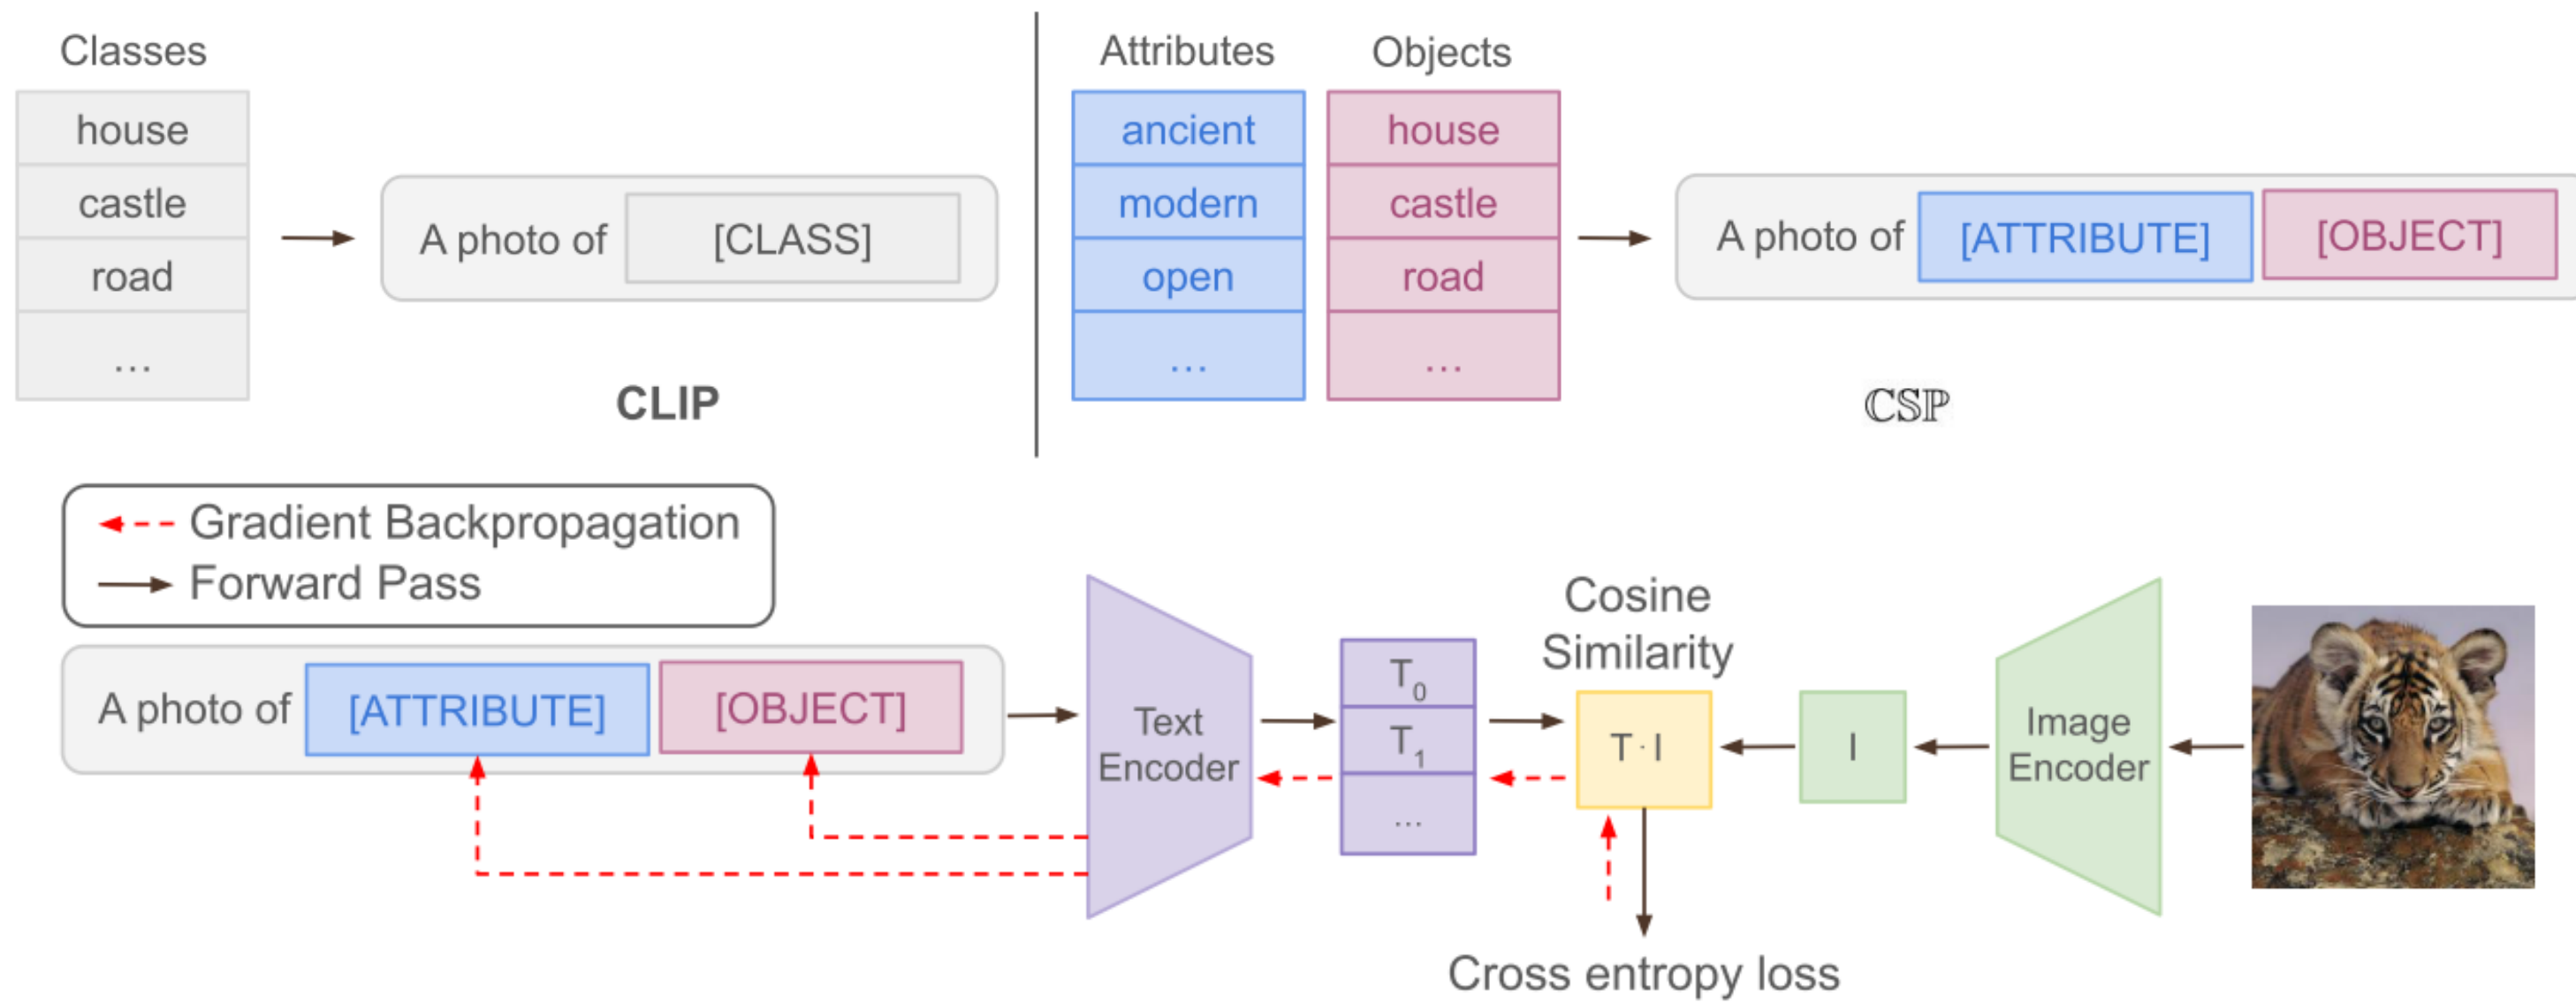 Classes
house
castle
road
...
A photo of [CLASS]
CLIP
Attributes
ancient
modern
open
...
Objects
house
castle
road
...
A photo of [ATTRIBUTE] [OBJECT]
ℂSℙ
Gradient Backpropagation
Forward Pass
A photo of [ATTRIBUTE] [OBJECT]
Text
Encoder
T0
T1
...
Cosine
Similarity
T · I
I
Image
Encoder
Cross entropy loss